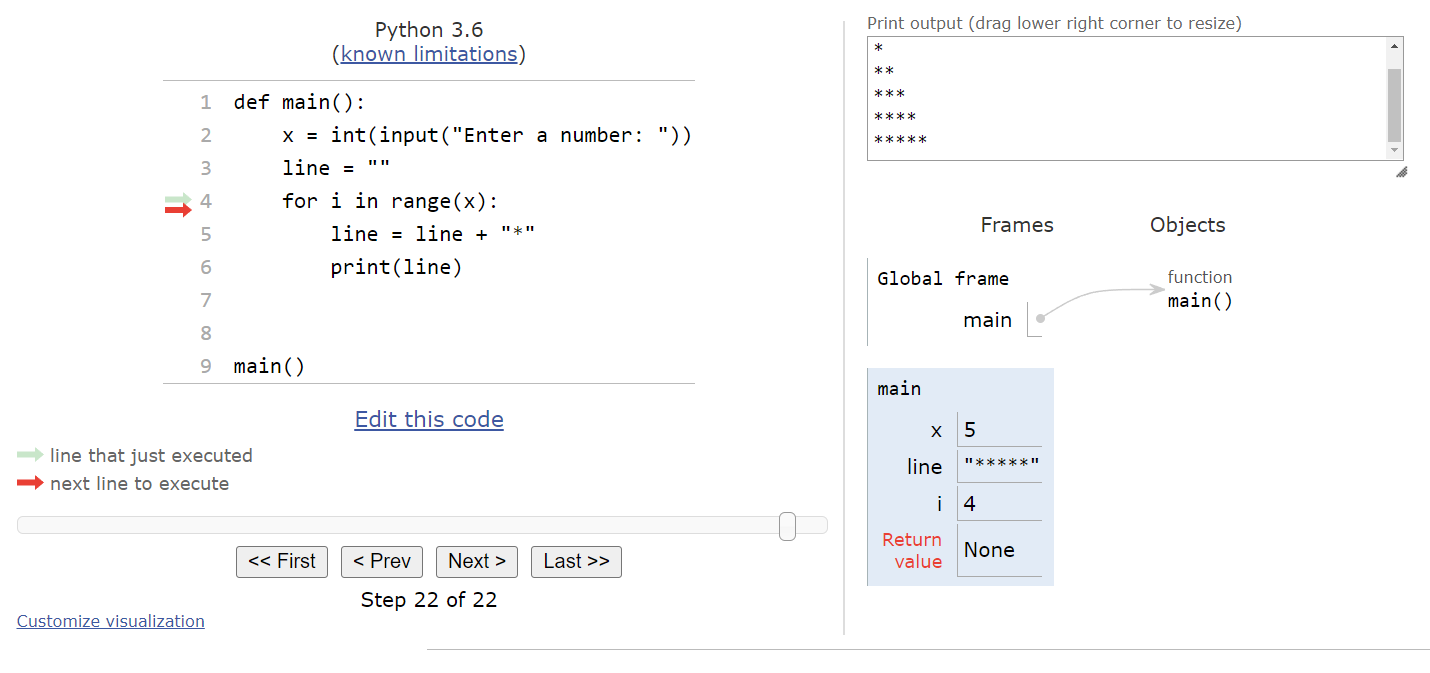 Python 3.6
(known limitations)
1 def main():
2     x = int(input("Enter a number: "))
3     line = ""
4     for i in range(x):
5         line = line + "*"
6         print(line)
7
8
9 main()
Edit this code
line that just executed
next line to execute
<< First < Prev Next > Last >>
Step 22 of 22
Customize visualization
Print output (drag lower right corner to resize)
*
**
***
****
*****
Frames Objects
Global frame
main
function
main()
main
x 5
line "*****"
i 4
Return
value None